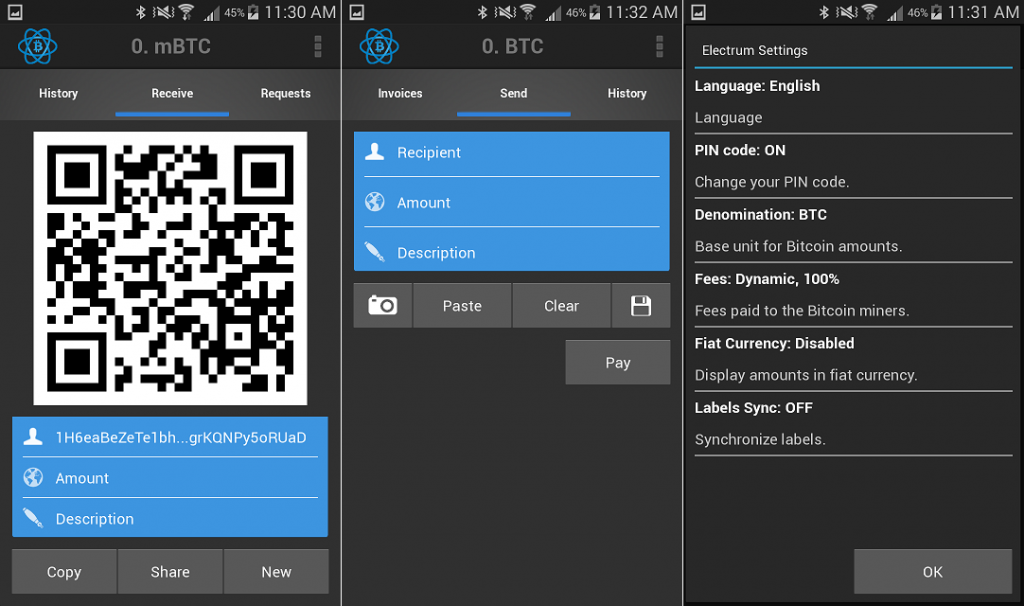 45% 11:30 AM
0. mBTC
History Receive Requests
1H6eaBeZeTe1bh...grKQNPy5oRUaD
Amount
Description
Copy Share New
46% 11:32 AM
0. BTC
Invoices Send History
Recipient
Amount
Description
Paste Clear
Pay
46% 11:31 AM
Electrum Settings
Language: English
Language
PIN code: ON
Change your PIN code.
Denomination: BTC
Base unit for Bitcoin amounts.
Fees: Dynamic, 100%
Fees paid to the Bitcoin miners.
Fiat Currency: Disabled
Display amounts in fiat currency.
Labels Sync: OFF
Synchronize labels.
OK